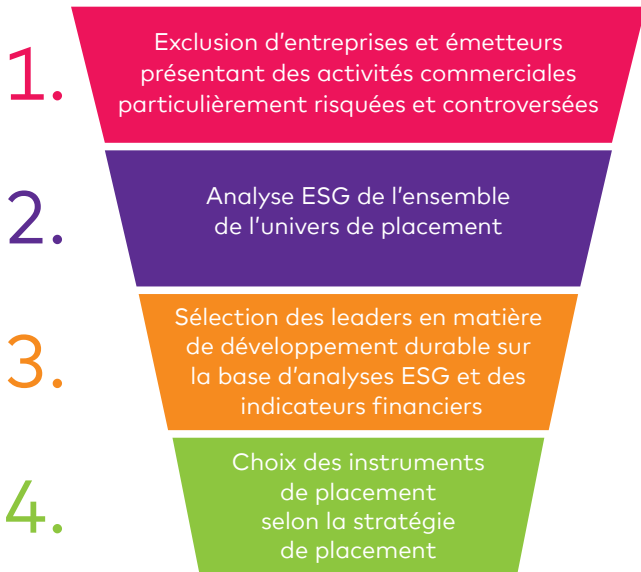 1.
Exclusion d’entreprises et émetteurs
présentant des activités commerciales
particulièrement risquées et controversées
2.
Analyse ESG de l’ensemble
de l’univers de placement
3.
Sélection des leaders en matière
de développement durable sur
la base d’analyses ESG et des
indicateurs financiers
4.
Choix des instruments
de placement
selon la stratégie
de placement